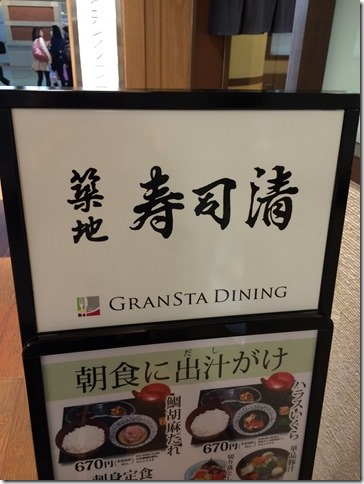 築地
寿司清
GRANSTA DINING
朝食に出汁がけ
だし
鯛胡麻だれ
670円
ハラス
いくら
670円
刺身定食